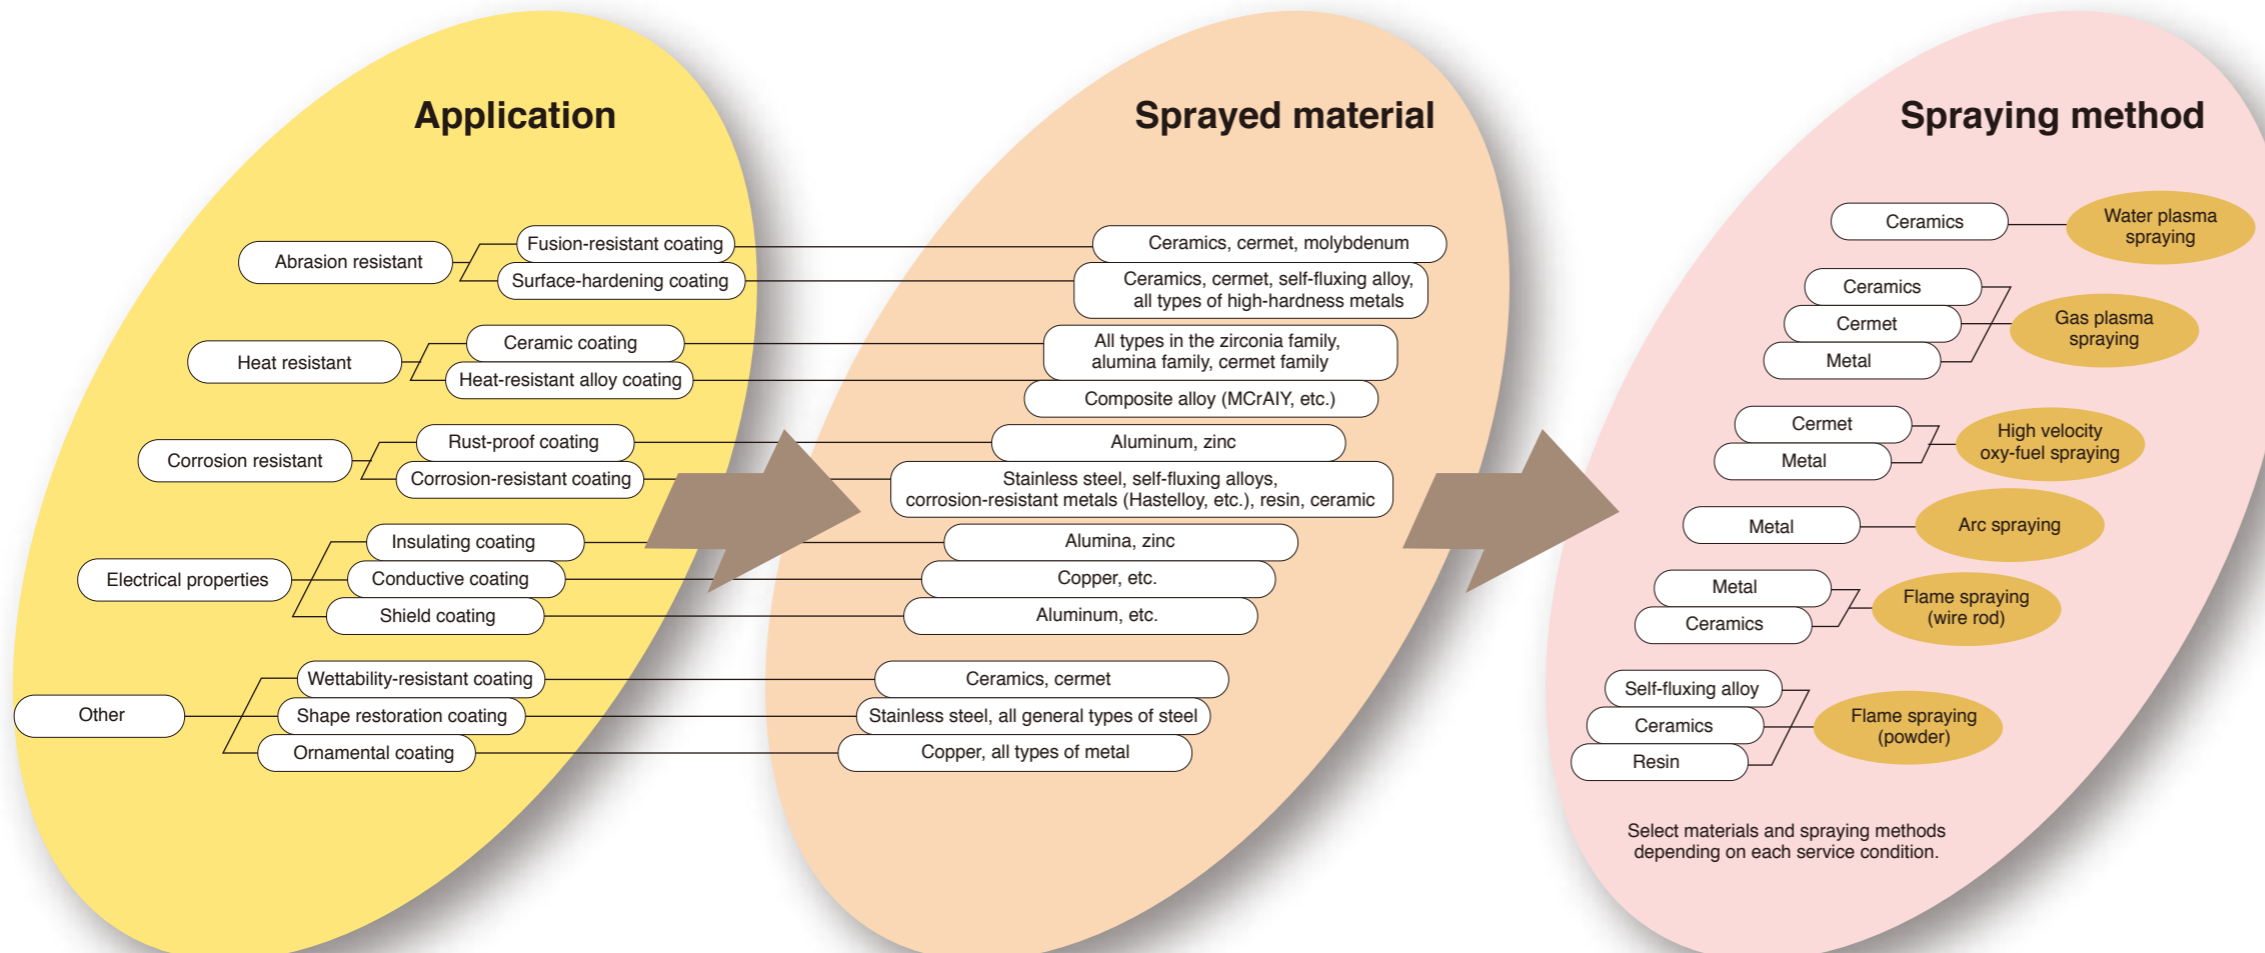 Application
Abrasion resistant
Fusion-resistant coating
Surface-hardening coating
Heat resistant
Ceramic coating
Heat-resistant alloy coating
Corrosion resistant
Rust-proof coating
Corrosion-resistant coating
Electrical properties
Insulating coating
Conductive coating
Shield coating
Other
Wettability-resistant coating
Shape restoration coating
Ornamental coating
Sprayed material
Ceramics, cermet, molybdenum
Ceramics, cermet, self-fluxing alloy,
all types of high-hardness metals
All types in the zirconia family,
alumina family, cermet family
Composite alloy (MCrAIY, etc.)
Aluminum, zinc
Stainless steel, self-fluxing alloys,
corrosion-resistant metals (Hastelloy, etc.), resin, ceramic
Alumina, zinc
Copper, etc.
Aluminum, etc.
Ceramics, cermet
Stainless steel, all general types of steel
Copper, all types of metal
Spraying method
Ceramics
Water plasma
spraying
Ceramics
Cermet
Metal
Gas plasma
spraying
Cermet
Metal
High velocity
oxy-fuel spraying
Metal
Arc spraying
Metal
Ceramics
Flame spraying
(wire rod)
Self-fluxing alloy
Ceramics
Resin
Flame spraying
(powder)
Select materials and spraying methods
depending on each service condition.